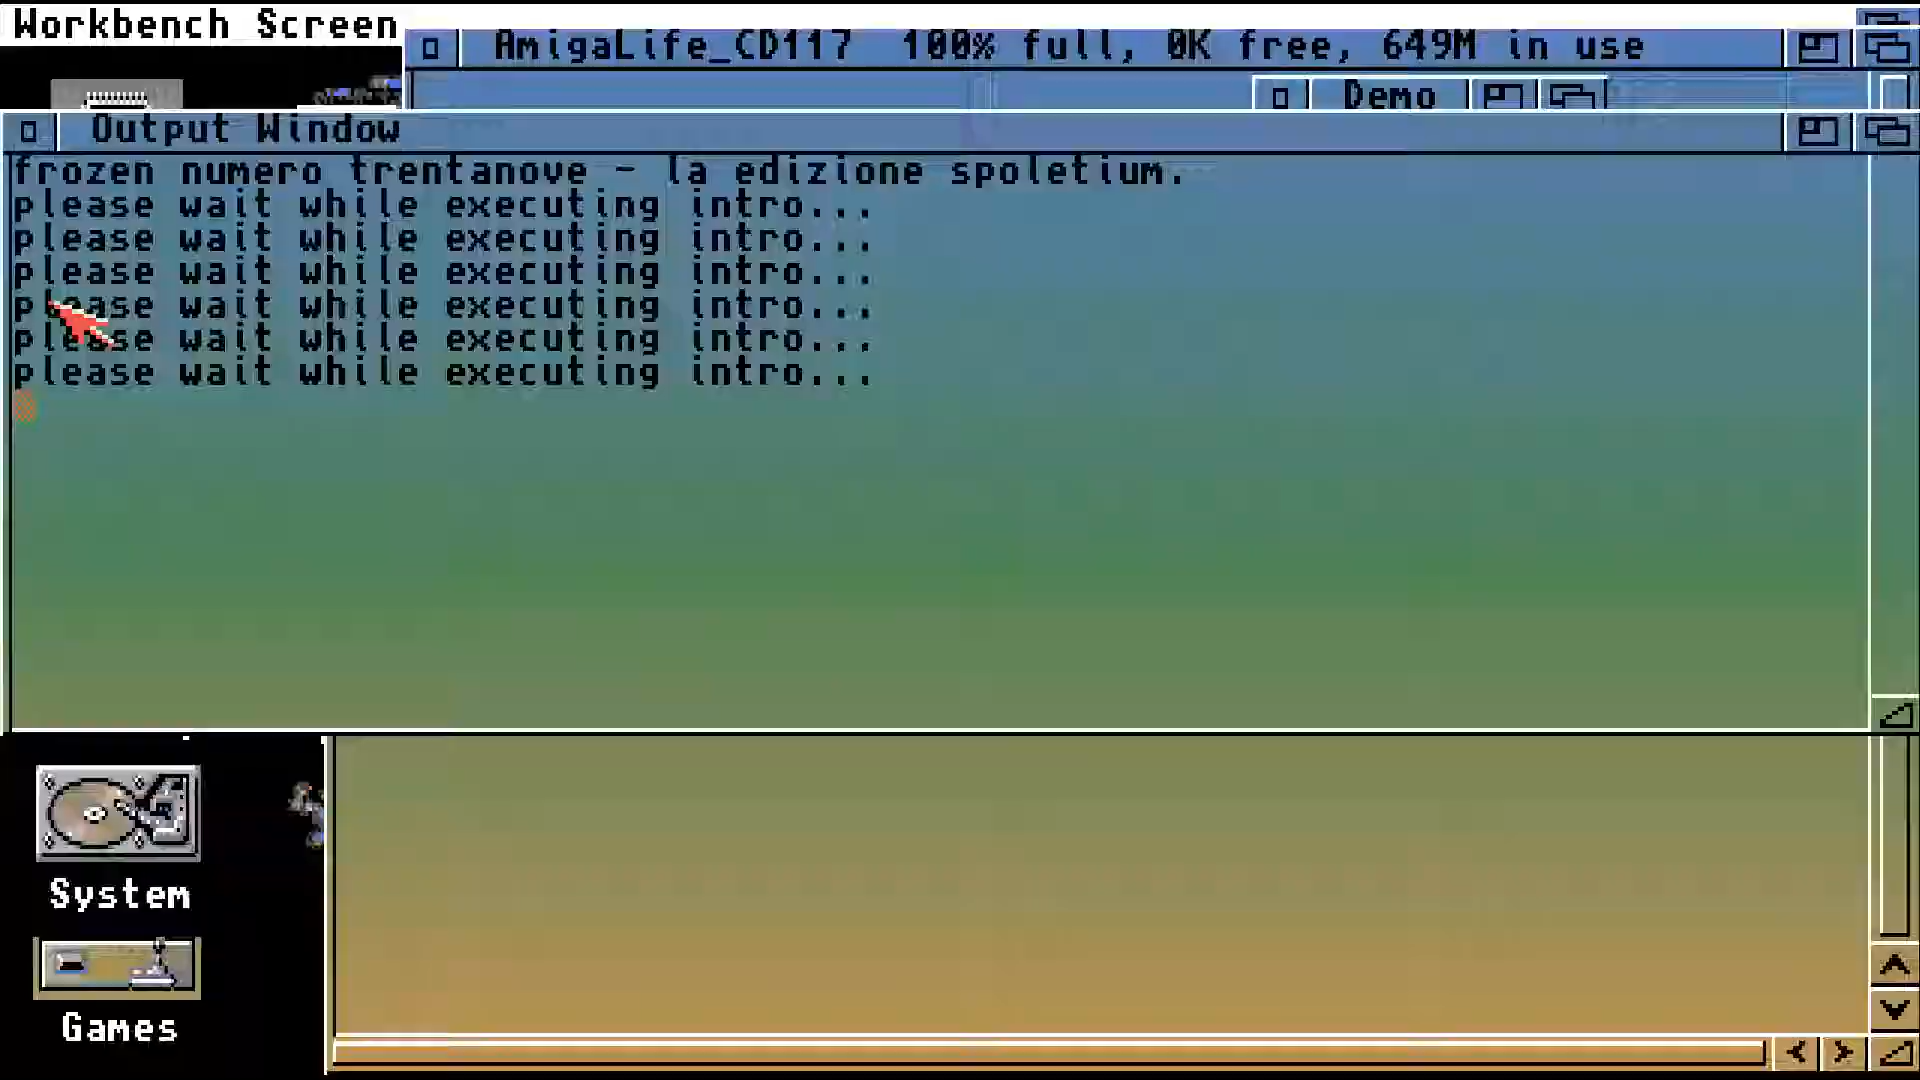 Workbench Screen
AmigaLife_CD117 100% full, 0K free, 649M in use
Demo
Output Window
frozen numero trentanove - la edizione spoletium.
please wait while executing intro...
please wait while executing intro...
please wait while executing intro...
please wait while executing intro...
please wait while executing intro...
please wait while executing intro...
System
Games